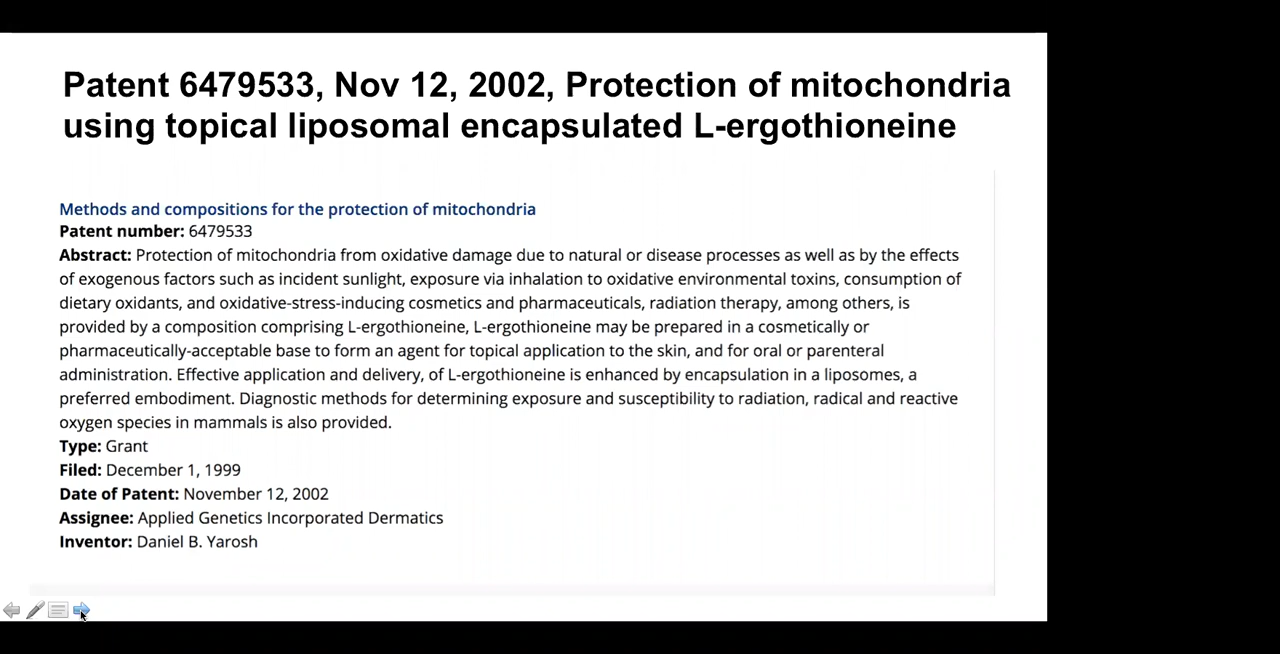 Patent 6479533, Nov 12, 2002, Protection of mitochondria
using topical liposomal encapsulated L-ergothioneine
Methods and compositions for the protection of mitochondria
Patent number: 6479533
Abstract: Protection of mitochondria from oxidative damage due to natural or disease processes as well as by the effects
of exogenous factors such as incident sunlight, exposure via inhalation to oxidative environmental toxins, consumption of
dietary oxidants, and oxidative-stress-inducing cosmetics and pharmaceuticals, radiation therapy, among others, is
provided by a composition comprising L-ergothioneine, L-ergothioneine may be prepared in a cosmetically or
pharmaceutically-acceptable base to form an agent for topical application to the skin, and for oral or parenteral
administration. Effective application and delivery, of L-ergothioneine is enhanced by encapsulation in a liposomes, a
preferred embodiment. Diagnostic methods for determining exposure and susceptibility to radiation, radical and reactive
oxygen species in mammals is also provided.
Type: Grant
Filed: December 1, 1999
Date of Patent: November 12, 2002
Assignee: Applied Genetics Incorporated Dermatics
Inventor: Daniel B. Yarosh